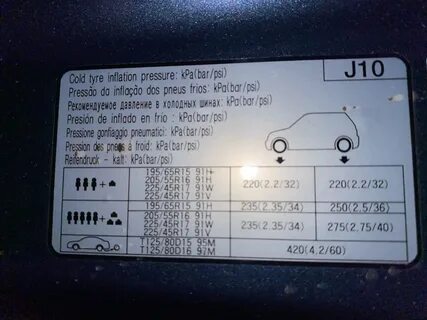 J10
Cold tyre inflation pressure: kPa(bar/psi)
Pressão da inflação dos pneus frios: kPa(bar/psi)
Рекомендуемое давление в холодных шинах: kPa(bar/psi)
Presión de inflado en frio : kPa(bar/psi)
Pressione gonfiaggio pneumatici: kPa(bar/psi)
Pression des pneus à froid: kPa(bar/psi)
Reifendruck - kalt: kPa(bar/psi)
195/65R15 91H
205/55R16 91H 220(2.2/32) 220(2.2/32)
225/45R17 91W
225/45R17 91V
195/65R15 91H 235(2.35/34) 250(2.5/36)
205/55R16 91H
225/45R17 91W 235(2.35/34) 275(2.75/40)
225/45R17 91V
T125/80D15 95M 420(4.2/60)
T125/80D16 97M